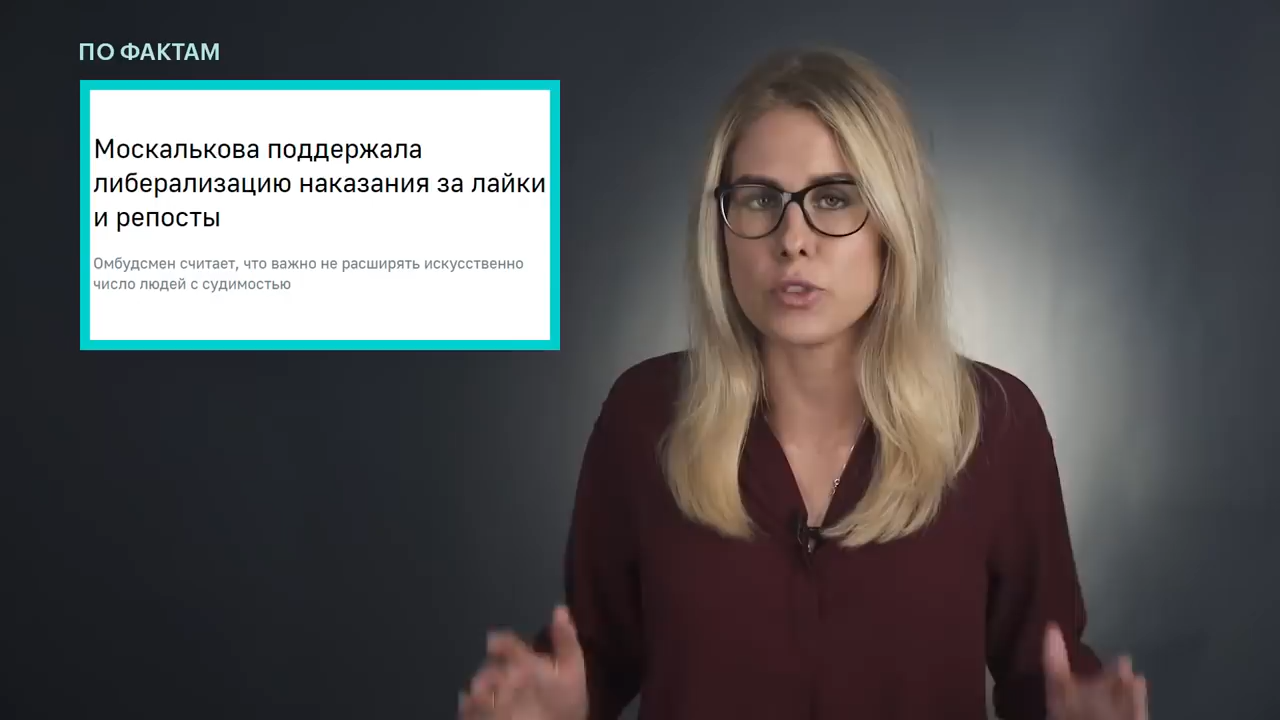 ПО ФАКТАМ
Москалькова поддержала
либерализацию наказания за лайки
и репосты
Омбудсмен считает, что важно не расширять искусственно
число людей с судимостью